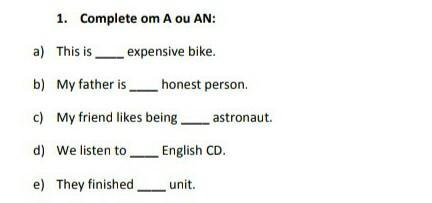 1. Complete om A ou AN:
a) This is ____ expensive bike.
b) My father is ____ honest person.
c) My friend likes being ____ astronaut.
d) We listen to ____ English CD.
e) They finished ____ unit.